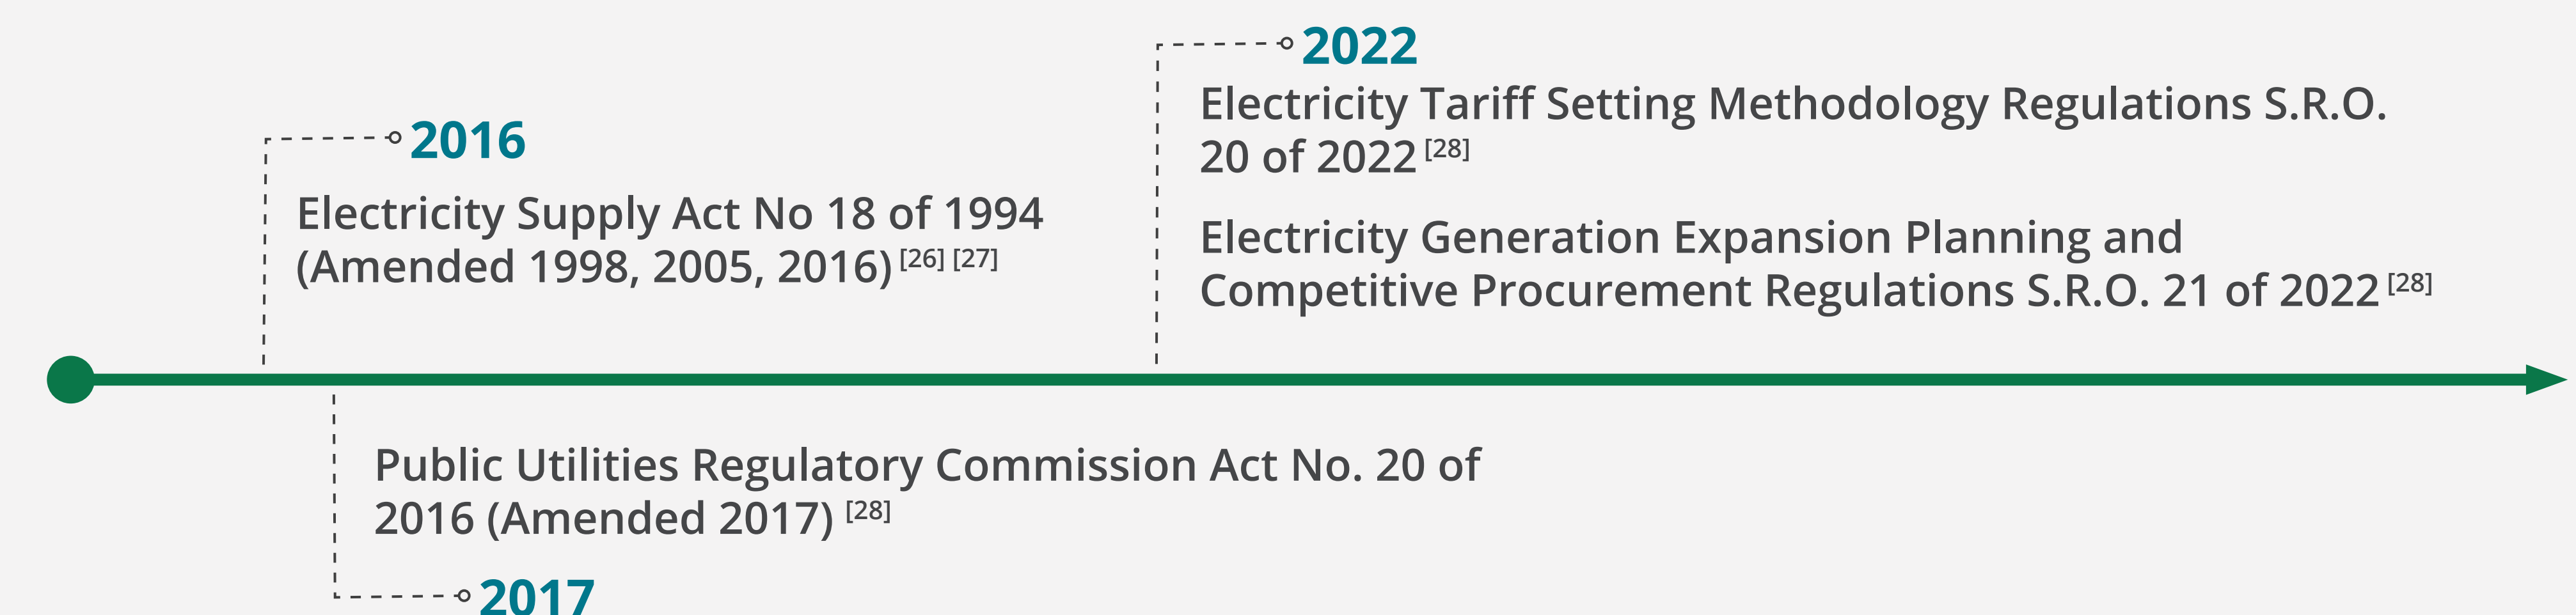 2016
Electricity Supply Act No 18 of 1994
(Amended 1998, 2005, 2016) [26] [27]
2022
Electricity Tariff Setting Methodology Regulations S.R.O.
20 of 2022 [28]
Electricity Generation Expansion Planning and
Competitive Procurement Regulations S.R.O. 21 of 2022 [28]
Public Utilities Regulatory Commission Act No. 20 of
2016 (Amended 2017) [28]
2017